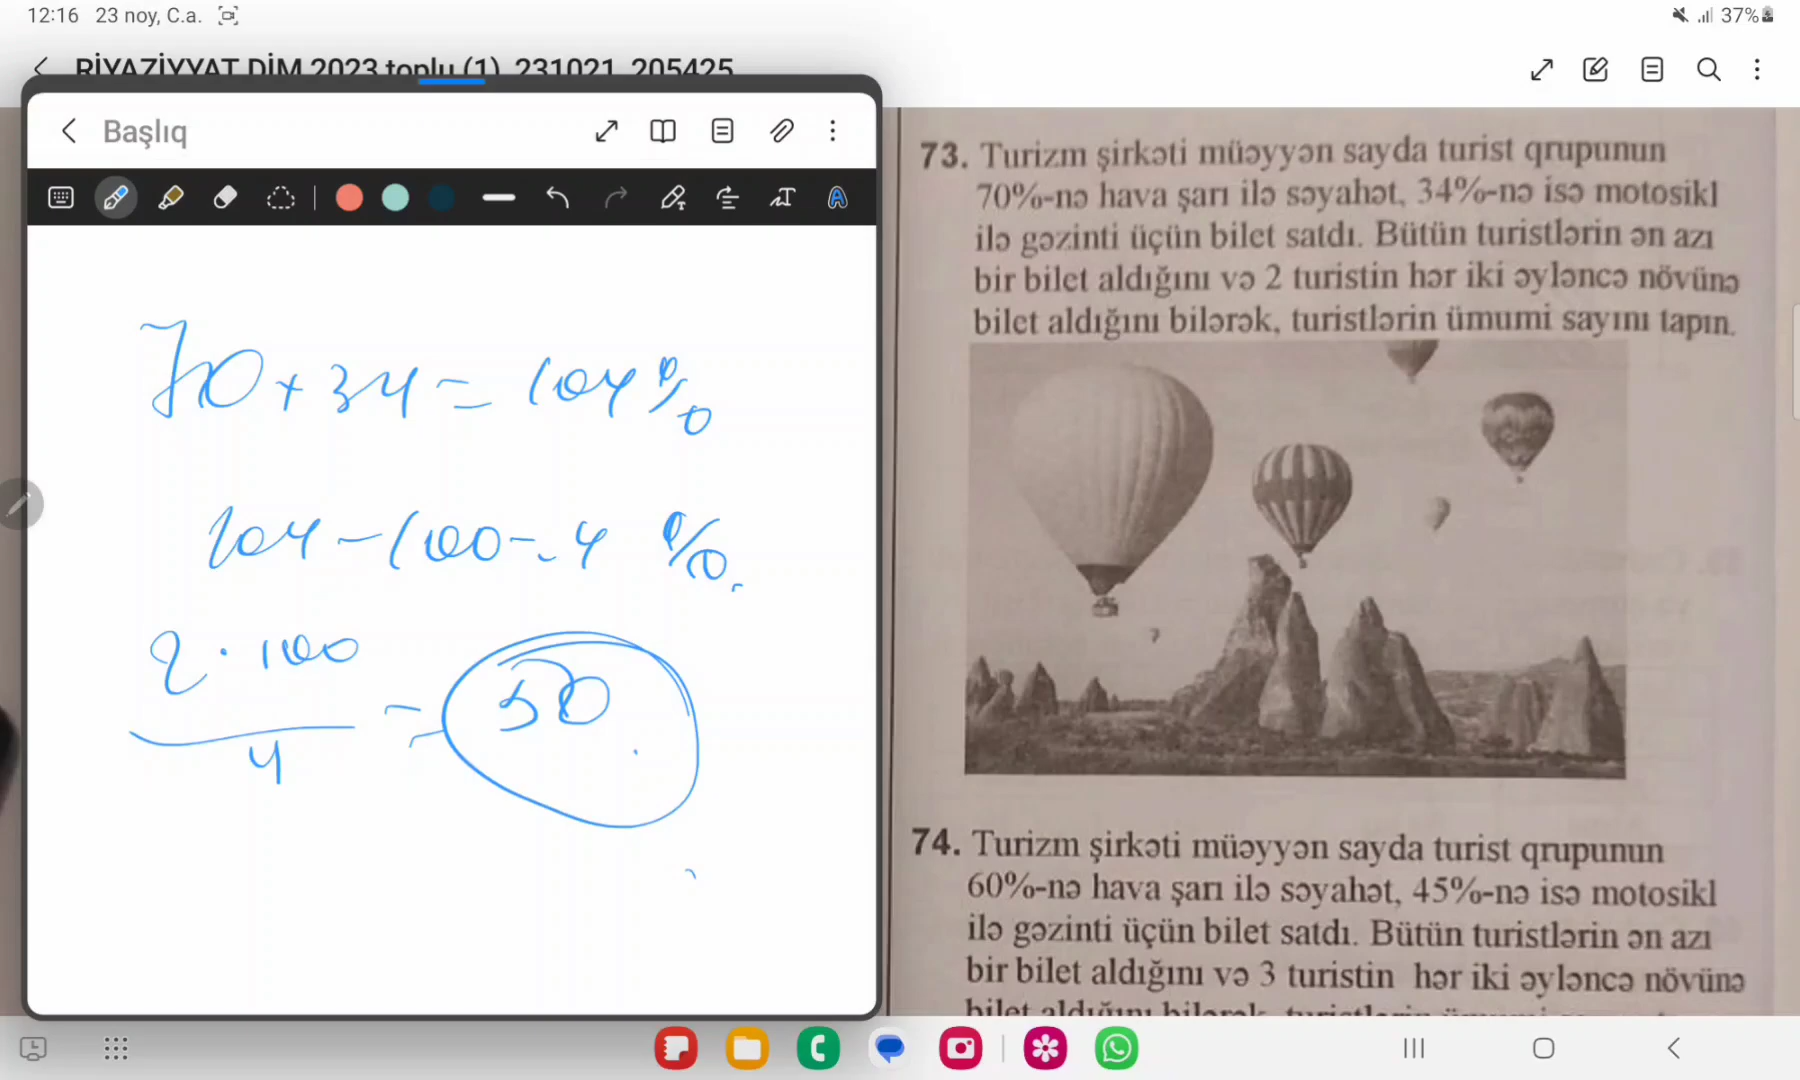 12:16 23 noy, C.a.
37%
RİYAZİYYAT DİM 2023 toplu (1)_231021_205425
Başlıq
70+34=104%
104-100=4%
2·100
4
=50
73. Turizm şirkəti müəyyən sayda turist qrupunun
70%-nə hava şarı ilə səyahət, 34%-nə isə motosikl
ilə gəzinti üçün bilet satdı. Bütün turistlərin ən azı
bir bilet aldığını və 2 turistin hər iki əyləncə növünə
bilet aldığını bilərək, turistlərin ümumi sayını tapın.
74. Turizm şirkəti müəyyən sayda turist qrupunun
60%-nə hava şarı ilə səyahət, 45%-nə isə motosikl
ilə gəzinti üçün bilet satdı. Bütün turistlərin ən azı
bir bilet aldığını və 3 turistin hər iki əyləncə növünə
bilet aldığını bilərək,